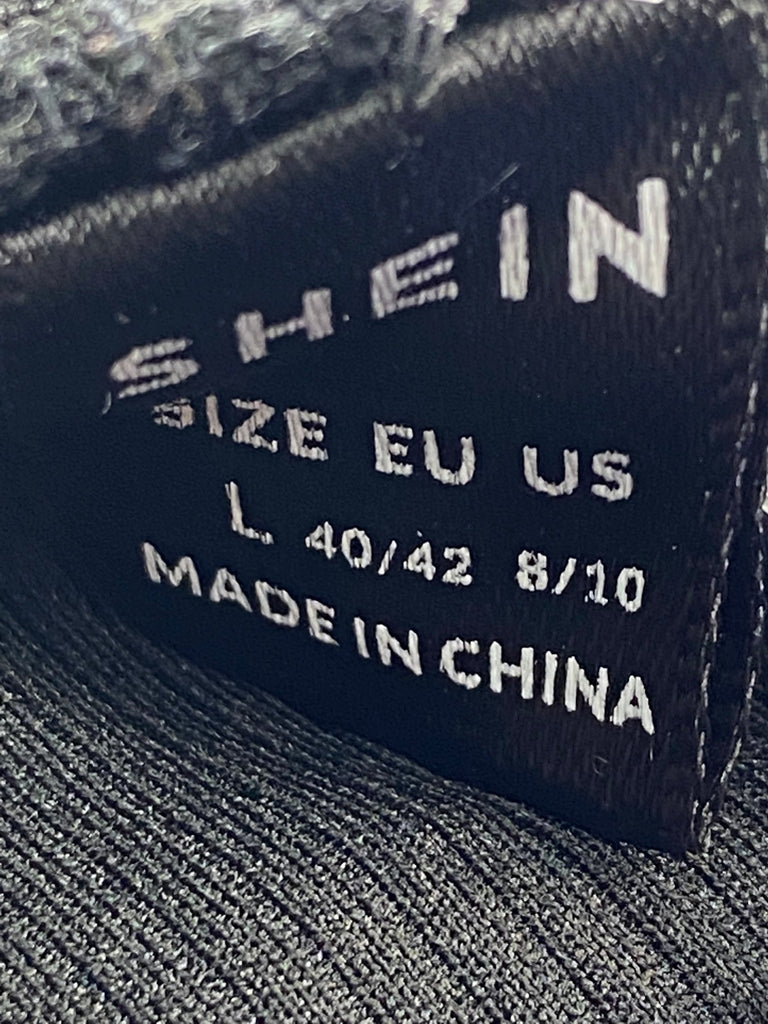 SHEIN
SIZE EU US
L 40/42 8/10
MADE IN CHINA